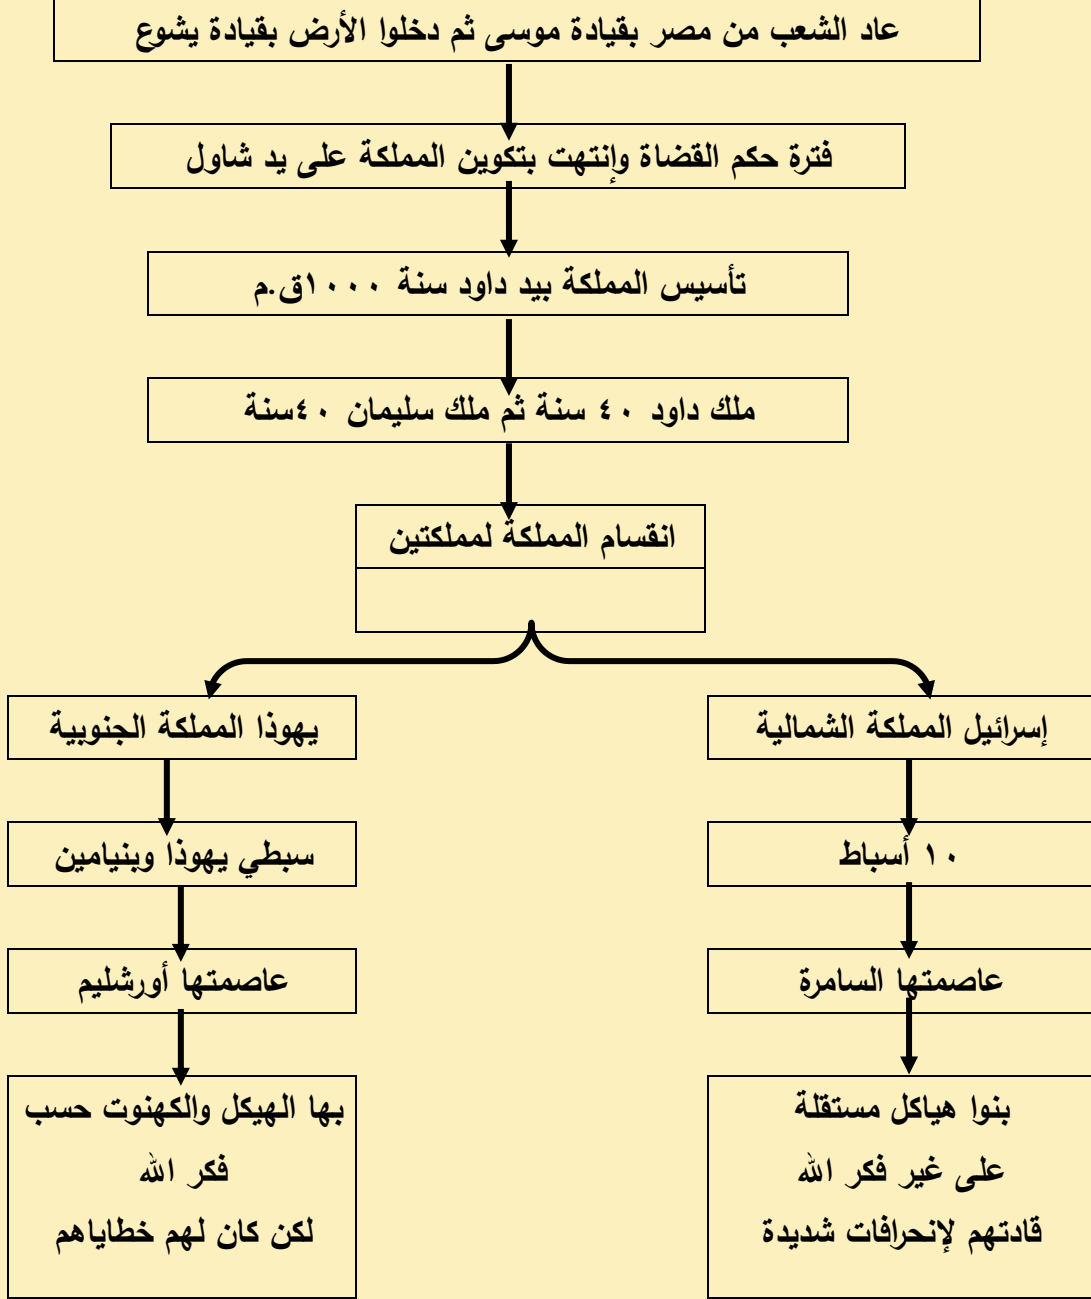 عاد الشعب من مصر بقيادة موسى ثم دخلوا الأرض بقيادة يشوع
فترة حكم القضاة وإنتهت بتكوين المملكة على يد شاول
تأسيس المملكة بيد داود سنة ١٠٠٠ق.م
ملك داود ٤٠ سنة ثم ملك سليمان ٤٠سنة
انقسام المملكة لمملكتين
إسرائيل المملكة الشمالية
١٠ أسباط
عاصمتها السامرة
بنوا هياكل مستقلة
على غير فكر الله
قادتهم لإنحرافات شديدة
يهوذا المملكة الجنوبية
سبطي يهوذا وبنيامين
عاصمتها أورشليم
بها الهيكل والكهنوت حسب
فكر الله
لكن كان لهم خطاياهم